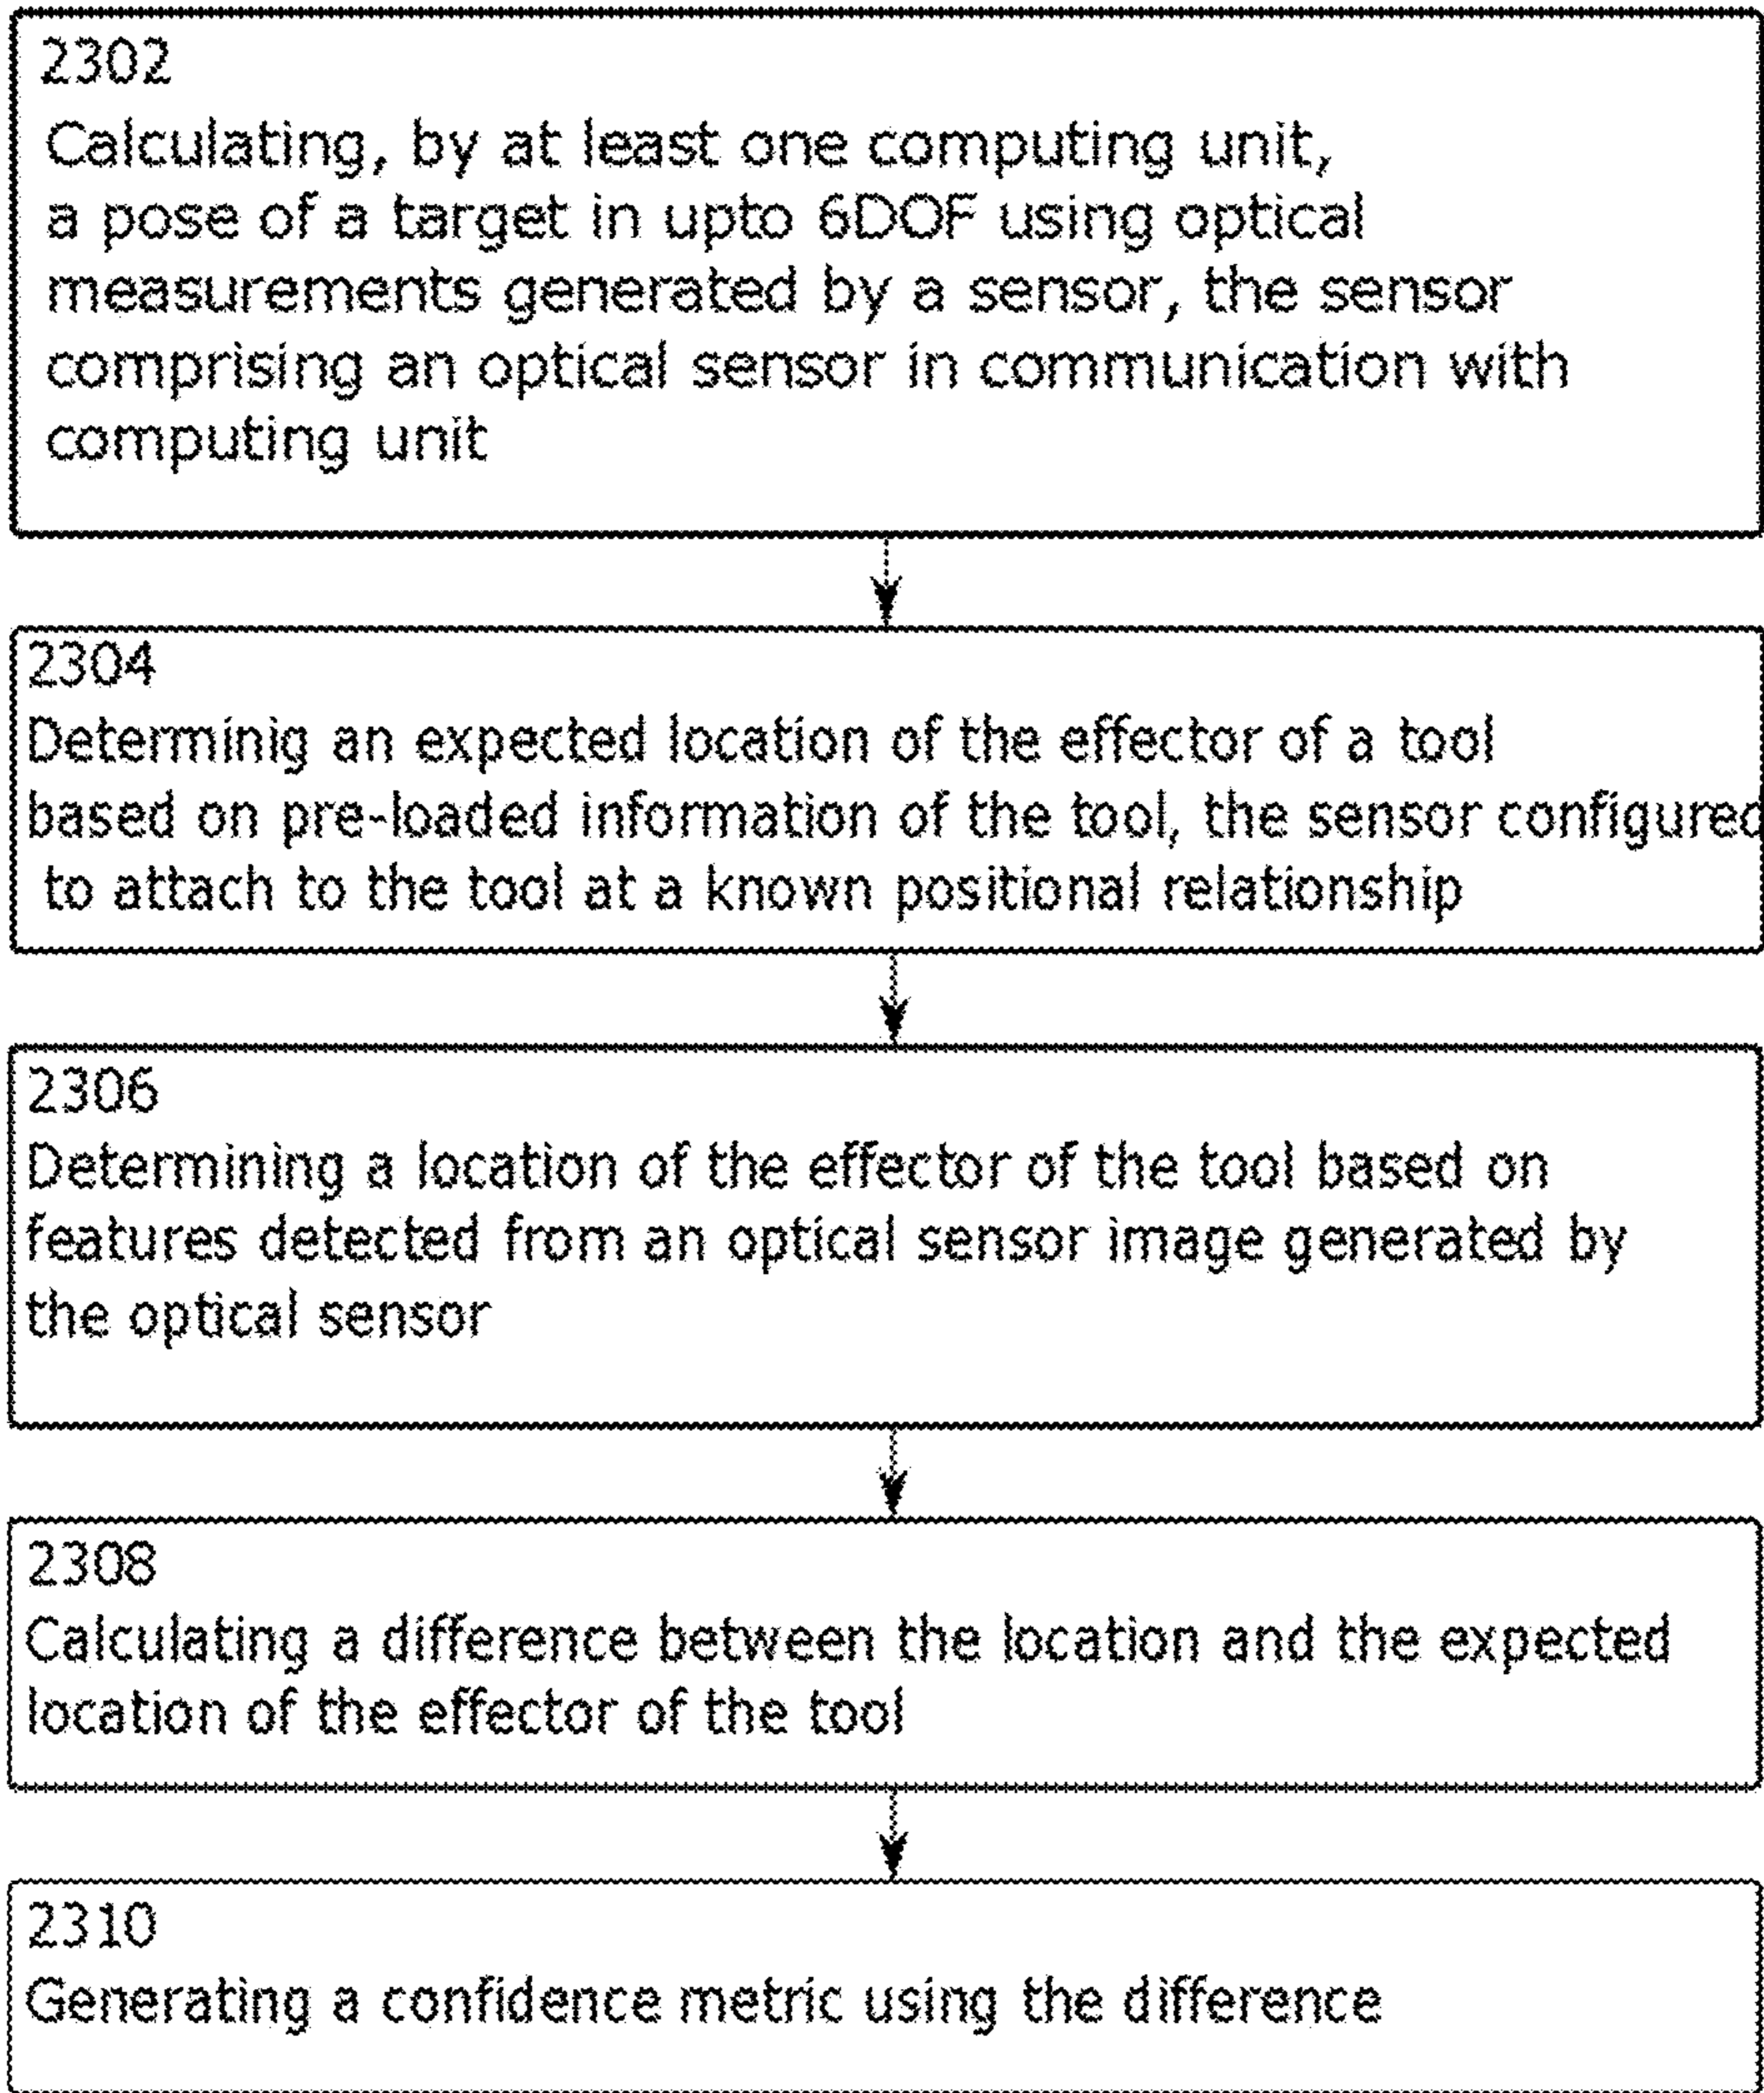 2302
Calculating, by at least one computing unit,
a pose of a target in upto 6DOF using optical
measurements generated by a sensor, the sensor
comprising an optical sensor in communication with
computing unit
2304
Determinig an expected location of the effector of a tool
based on pre-loaded information of the tool, the sensor configured
to attach to the tool at a known positional relationship
2306
Determining a location of the effector of the tool based on
features detected from an optical sensor image generated by
the optical sensor
2308
Calculating a difference between the location and the expected
location of the effector of the tool
2310
Generating a confidence metric using the difference